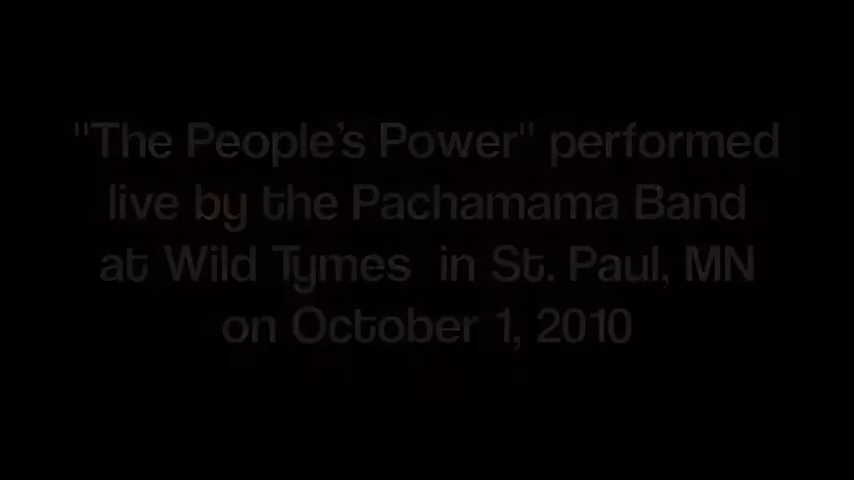 "The People's Power" performed
live by the Pachamama Band
at Wild Tymes  in St. Paul, MN
on October 1, 2010